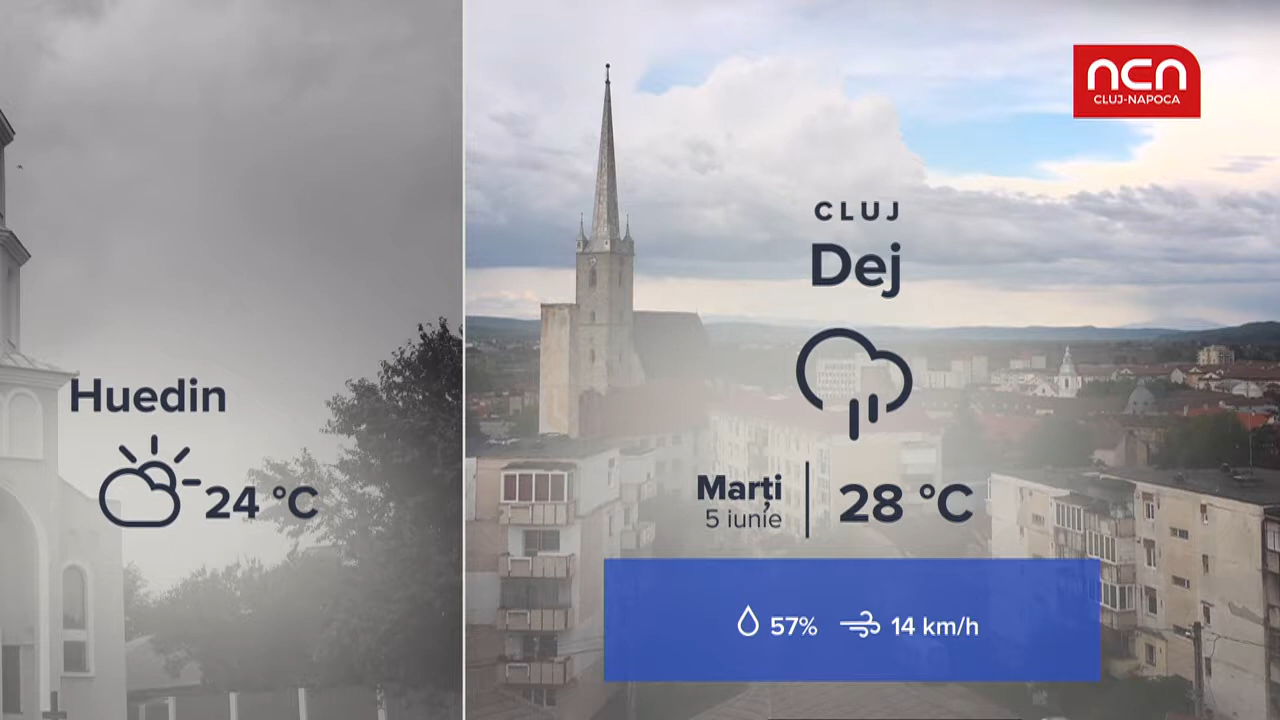 ncn
CLUJ-NAPOCA
Huedin
24 °C
CLUJ
Dej
Marți
5 iunie
28 °C
57%
14 km/h